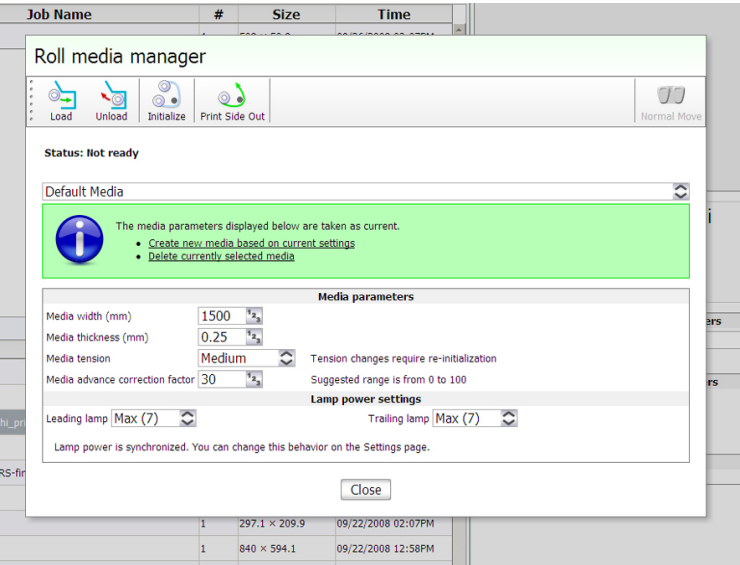 Job Name # Size Time
Roll media manager
Load Unload Initialize Print Side Out Normal Move
Status: Not ready
Default Media
The media parameters displayed below are taken as current.
• Create new media based on current settings
• Delete currently selected media
Media parameters
Media width (mm) 1500
Media thickness (mm) 0.25
Media tension Medium Tension changes require re-initialization
Media advance correction factor 30 Suggested range is from 0 to 100
Lamp power settings
Leading lamp Max (7) Trailing lamp Max (7)
Lamp power is synchronized. You can change this behavior on the Settings page.
Close
1 297.1 × 209.9 09/22/2008 02:07PM
1 840 × 594.1 09/22/2008 12:58PM